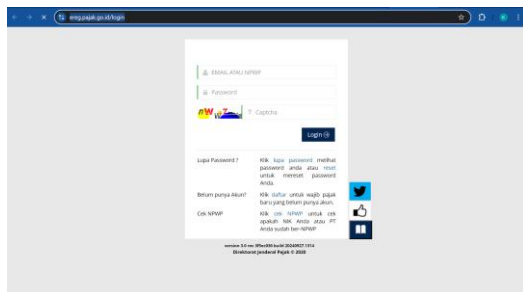 ereg.pajak.go.id/login
EMAIL ATAU NPWP
Password
Captcha
Login
Lupa Password ?
Klik lupa password melihat
password anda atau reset
untuk mereset password
Anda.
Belum punya Akun?
Klik daftar untuk wajib pajak
baru yang belum punya akun.
Cek NPWP
Klik cek NPWP untuk cek
apakah NIK Anda atau PT
Anda sudah ber-NPWP
Direktorat Jenderal Pajak ©